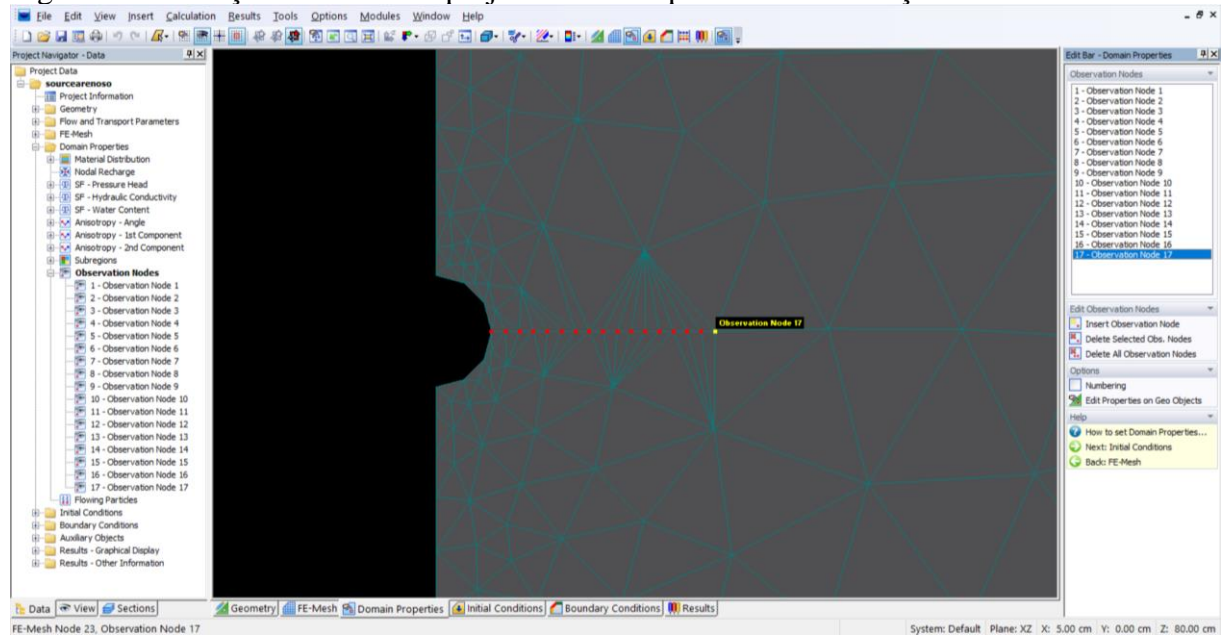 File Edit View Insert Calculation Results Tools Options Modules Window Help
Project Navigator - Data
Project Data
sourcearenoso
Project Information
Geometry
Flow and Transport Parameters
FE-Mesh
Domain Properties
Material Distribution
Nodal Recharge
SF - Pressure Head
SF - Hydraulic Conductivity
SF - Water Content
Anisotropy - Angle
Anisotropy - 1st Component
Anisotropy - 2nd Component
Subregions
Observation Nodes
1 - Observation Node 1
2 - Observation Node 2
3 - Observation Node 3
4 - Observation Node 4
5 - Observation Node 5
6 - Observation Node 6
7 - Observation Node 7
8 - Observation Node 8
9 - Observation Node 9
10 - Observation Node 10
11 - Observation Node 11
12 - Observation Node 12
13 - Observation Node 13
14 - Observation Node 14
15 - Observation Node 15
16 - Observation Node 16
17 - Observation Node 17
Flowing Particles
Initial Conditions
Boundary Conditions
Auxiliary Objects
Results - Graphical Display
Results - Other Information
Data View Sections
Observation Node 17
Geometry FE-Mesh Domain Properties Initial Conditions Boundary Conditions Results
Edit Bar - Domain Properties
Observation Nodes
1 - Observation Node 1
2 - Observation Node 2
3 - Observation Node 3
4 - Observation Node 4
5 - Observation Node 5
6 - Observation Node 6
7 - Observation Node 7
8 - Observation Node 8
9 - Observation Node 9
10 - Observation Node 10
11 - Observation Node 11
12 - Observation Node 12
13 - Observation Node 13
14 - Observation Node 14
15 - Observation Node 15
16 - Observation Node 16
17 - Observation Node 17
Edit Observation Nodes
Insert Observation Node
Delete Selected Obs. Nodes
Delete All Observation Nodes
Options
Numbering
Edit Properties on Geo Objects
Help
How to set Domain Properties...
Next: Initial Conditions
Back: FE-Mesh
FE-Mesh Node 23, Observation Node 17
System: Default Plane: XZ X: 5.00 cm Y: 0.00 cm Z: 80.00 cm